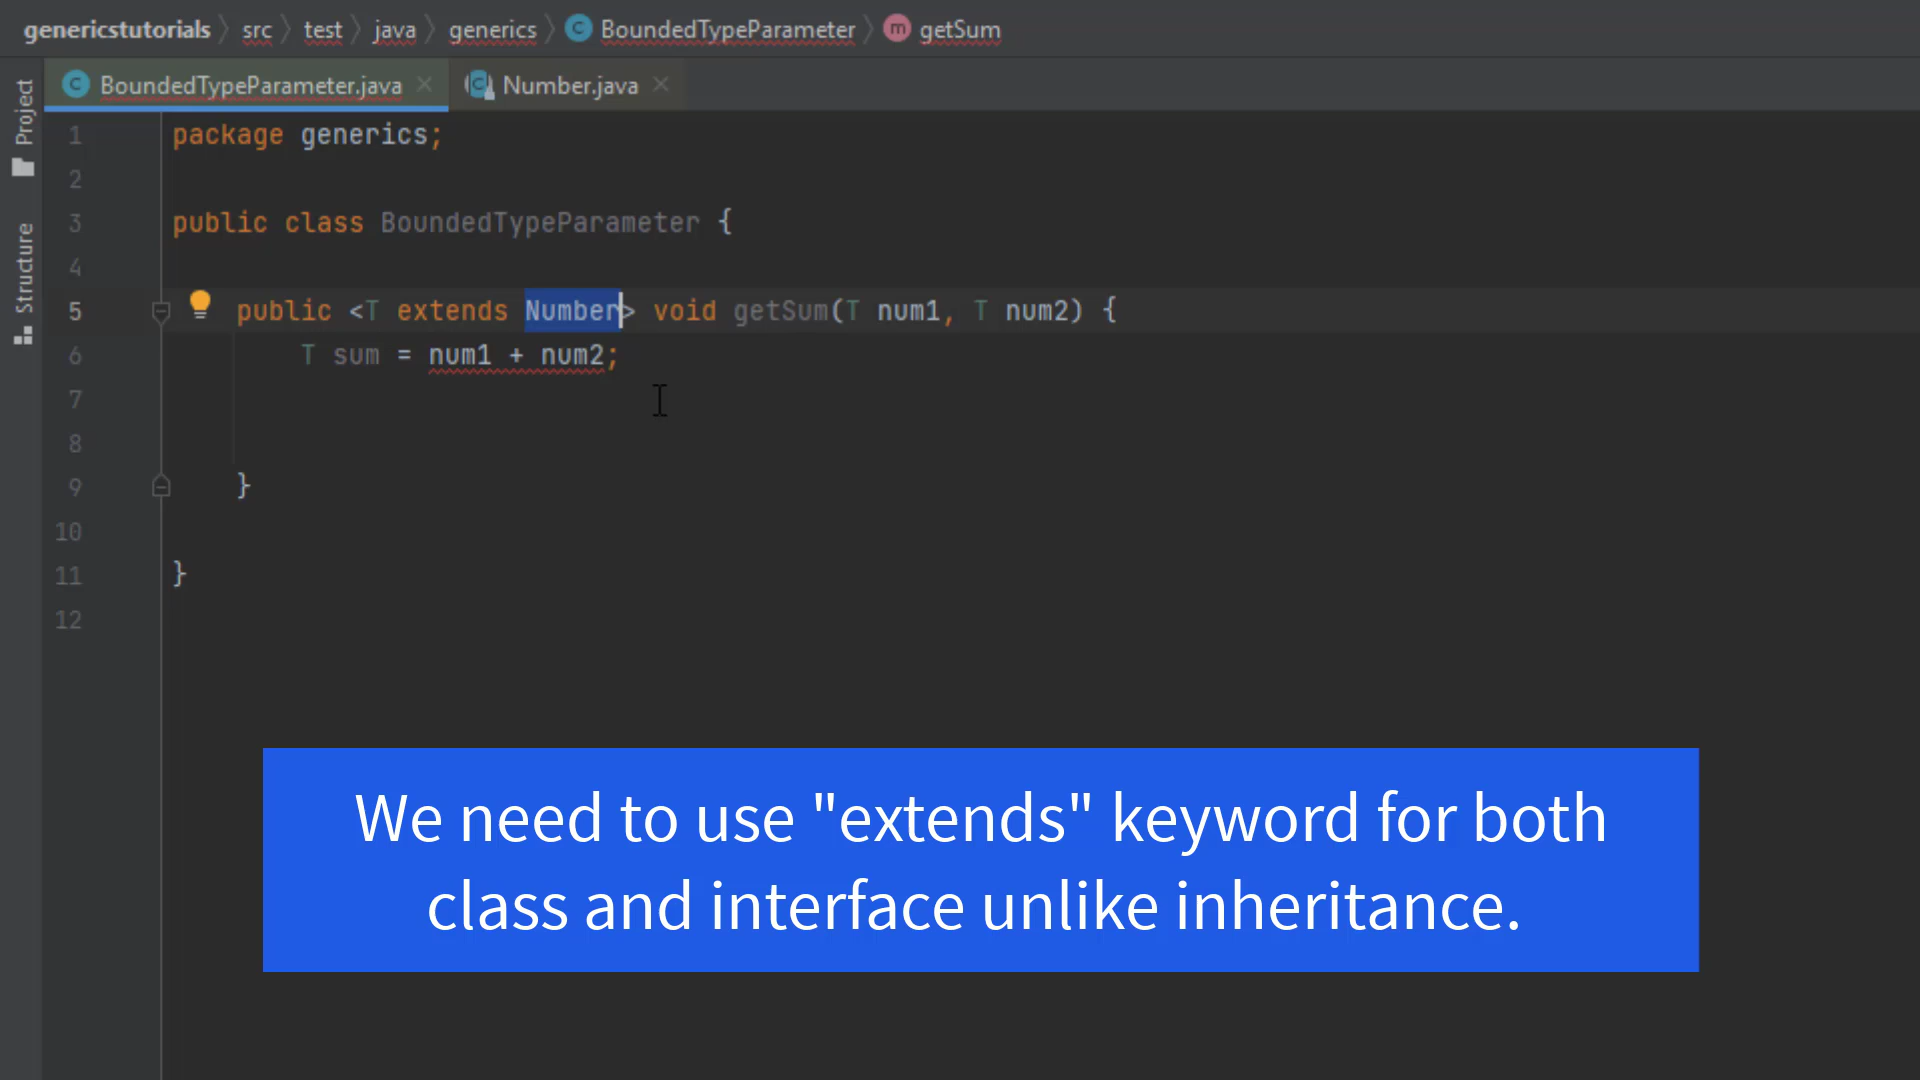 genericstutorials src test java generics BoundedTypeParameter getSum
BoundedTypeParameter.java Number.java
Project
Structure
1 package generics;
2
3 public class BoundedTypeParameter {
4
5 public <T extends Number> void getSum(T num1, T num2) {
6 T sum = num1 + num2;
7
8
9 }
10
11 }
12
We need to use "extends" keyword for both
class and interface unlike inheritance.